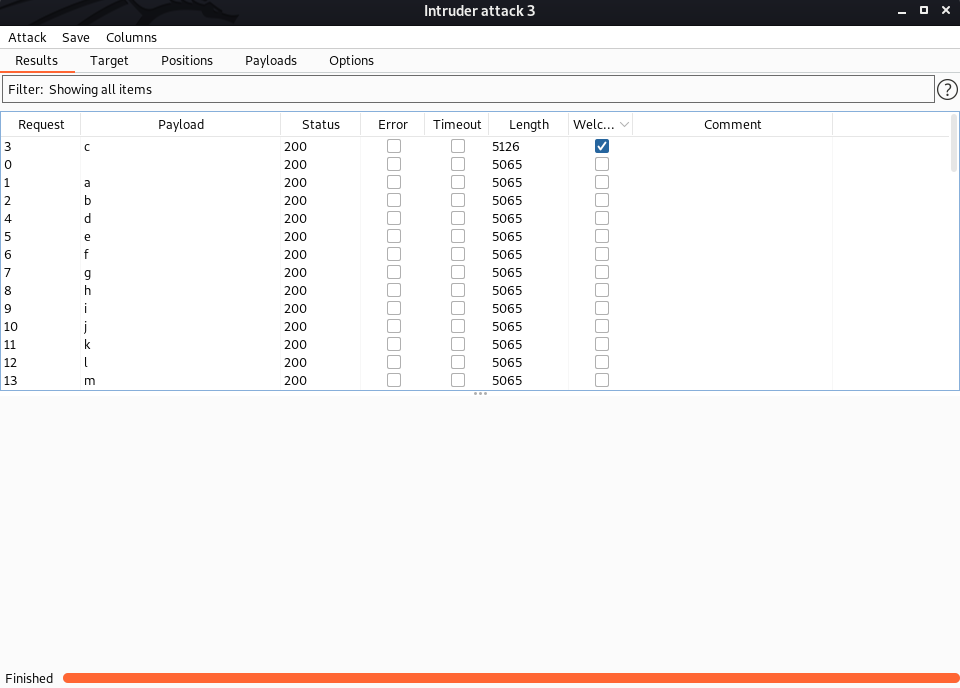 Intruder attack 3
Attack Save Columns
Results Target Positions Payloads Options
Filter: Showing all items ?
Request Payload Status Error Timeout Length Welc... Comment
3 c 200 5126
0 200 5065
1 a 200 5065
2 b 200 5065
4 d 200 5065
5 e 200 5065
6 f 200 5065
7 g 200 5065
8 h 200 5065
9 i 200 5065
10 j 200 5065
11 k 200 5065
12 l 200 5065
13 m 200 5065
Finished